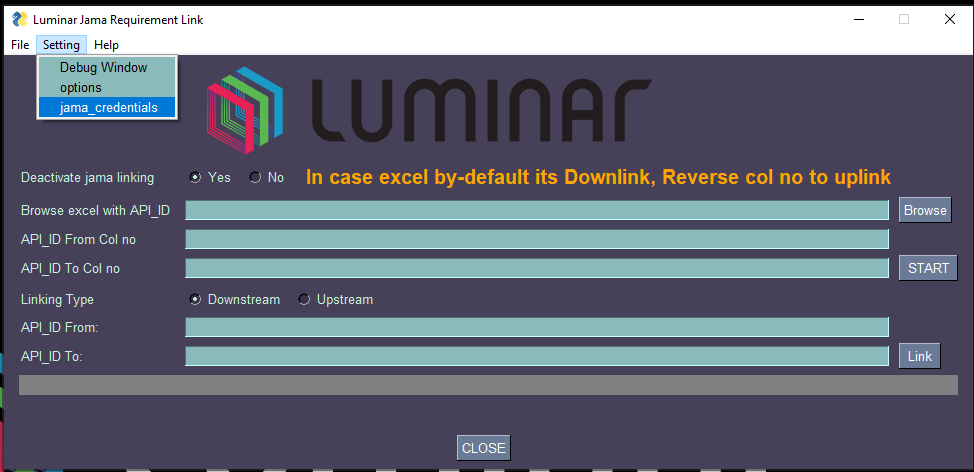 Luminar Jama Requirement Link
File Setting Help
Debug Window
options
jama_credentials
LUMINAR
Deactivate jama linking Yes No In case excel by-default its Downlink, Reverse col no to uplink
Browse excel with API_ID Browse
API_ID From Col no
API_ID To Col no START
Linking Type Downstream Upstream
API_ID From:
API_ID To: Link
CLOSE